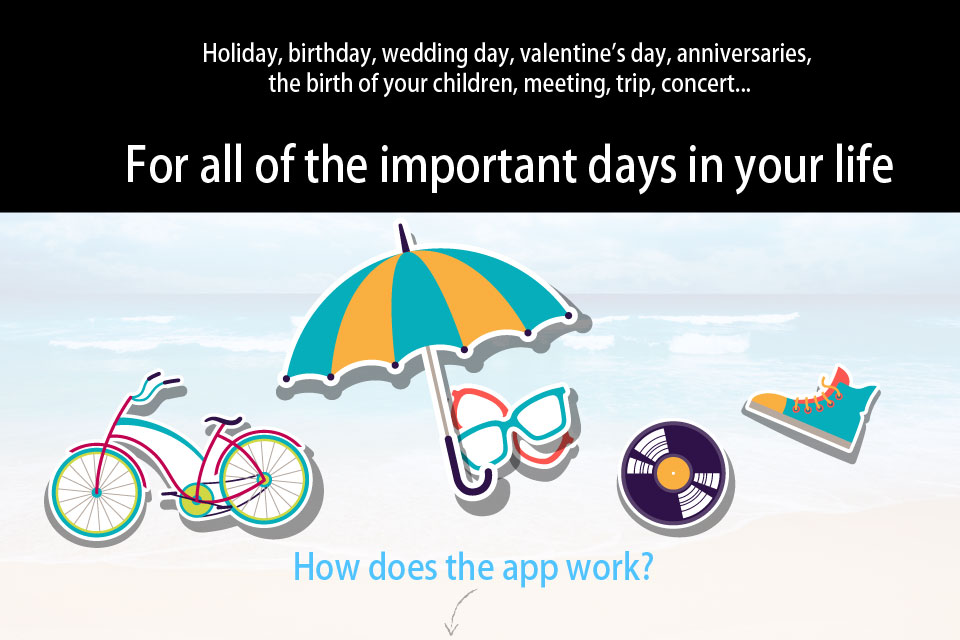 Holiday, birthday, wedding day, valentine’s day, anniversaries,
the birth of your children, meeting, trip, concert...
For all of the important days in your life
How does the app work?